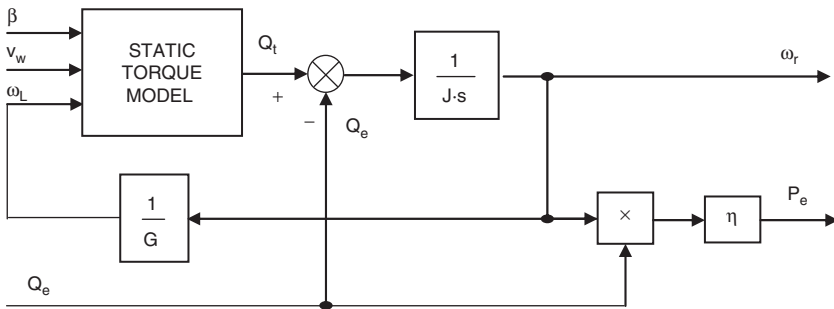 β
v_w
ω_L
STATIC
TORQUE
MODEL
Q_t
+
−
Q_e
1
J·s
ω_r
1
G
×
η
P_e
Q_e